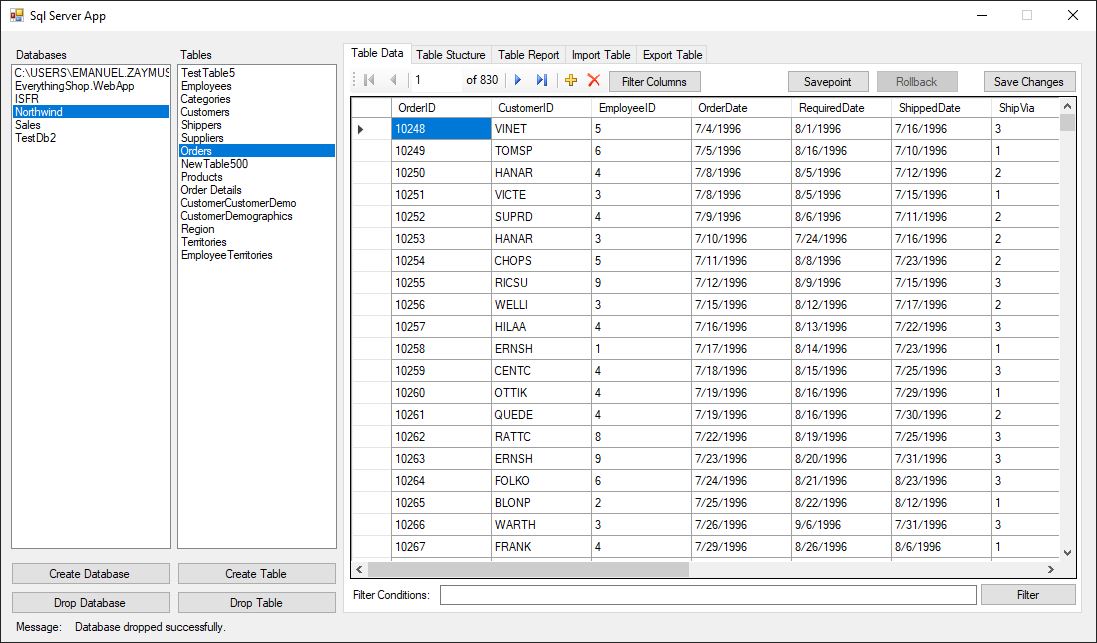 Sql Server App
Databases
C:\USERS\EMANUEL.ZAYMUS
EverythingShop.WebApp
ISFR
Northwind
Sales
TestDb2
Tables
TestTable5
Employees
Categories
Customers
Shippers
Suppliers
Orders
NewTable500
Products
Order Details
CustomerCustomerDemo
CustomerDemographics
Region
Territories
EmployeeTerritories
Table Data Table Stucture Table Report Import Table Export Table
1 of 830 Filter Columns Savepoint Rollback Save Changes
OrderID CustomerID EmployeeID OrderDate RequiredDate ShippedDate ShipVia
10248 VINET 5 7/4/1996 8/1/1996 7/16/1996 3
10249 TOMSP 6 7/5/1996 8/16/1996 7/10/1996 1
10250 HANAR 4 7/8/1996 8/5/1996 7/12/1996 2
10251 VICTE 3 7/8/1996 8/5/1996 7/15/1996 1
10252 SUPRD 4 7/9/1996 8/6/1996 7/11/1996 2
10253 HANAR 3 7/10/1996 7/24/1996 7/16/1996 2
10254 CHOPS 5 7/11/1996 8/8/1996 7/23/1996 2
10255 RICSU 9 7/12/1996 8/9/1996 7/15/1996 3
10256 WELLI 3 7/15/1996 8/12/1996 7/17/1996 2
10257 HILAA 4 7/16/1996 8/13/1996 7/22/1996 3
10258 ERNSH 1 7/17/1996 8/14/1996 7/23/1996 1
10259 CENTC 4 7/18/1996 8/15/1996 7/25/1996 3
10260 OTTIK 4 7/19/1996 8/16/1996 7/29/1996 1
10261 QUEDE 4 7/19/1996 8/16/1996 7/30/1996 2
10262 RATTC 8 7/22/1996 8/19/1996 7/25/1996 3
10263 ERNSH 9 7/23/1996 8/20/1996 7/31/1996 3
10264 FOLKO 6 7/24/1996 8/21/1996 8/23/1996 3
10265 BLONP 2 7/25/1996 8/22/1996 8/12/1996 1
10266 WARTH 3 7/26/1996 9/6/1996 7/31/1996 3
10267 FRANK 4 7/29/1996 8/26/1996 8/6/1996 1
Create Database Create Table
Drop Database Drop Table
Filter Conditions: Filter
Message: Database dropped successfully.